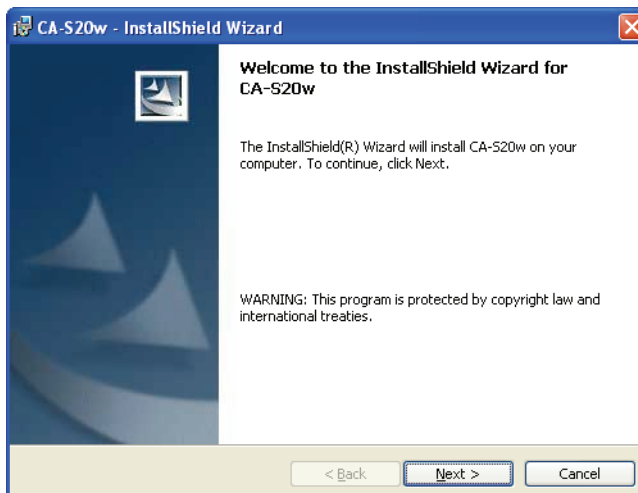 CA-S20w - InstallShield Wizard
Welcome to the InstallShield Wizard for
CA-S20w
The InstallShield(R) Wizard will install CA-S20w on your
computer. To continue, click Next.
WARNING: This program is protected by copyright law and
international treaties.
< Back
Next >
Cancel